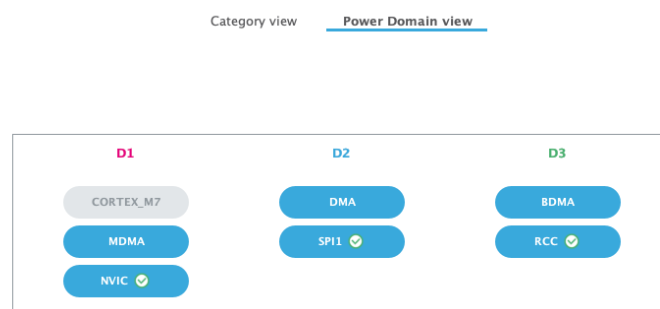 Category view Power Domain view
D1 D2 D3
CORTEX_M7 DMA BDMA
MDMA SPI1 RCC
NVIC